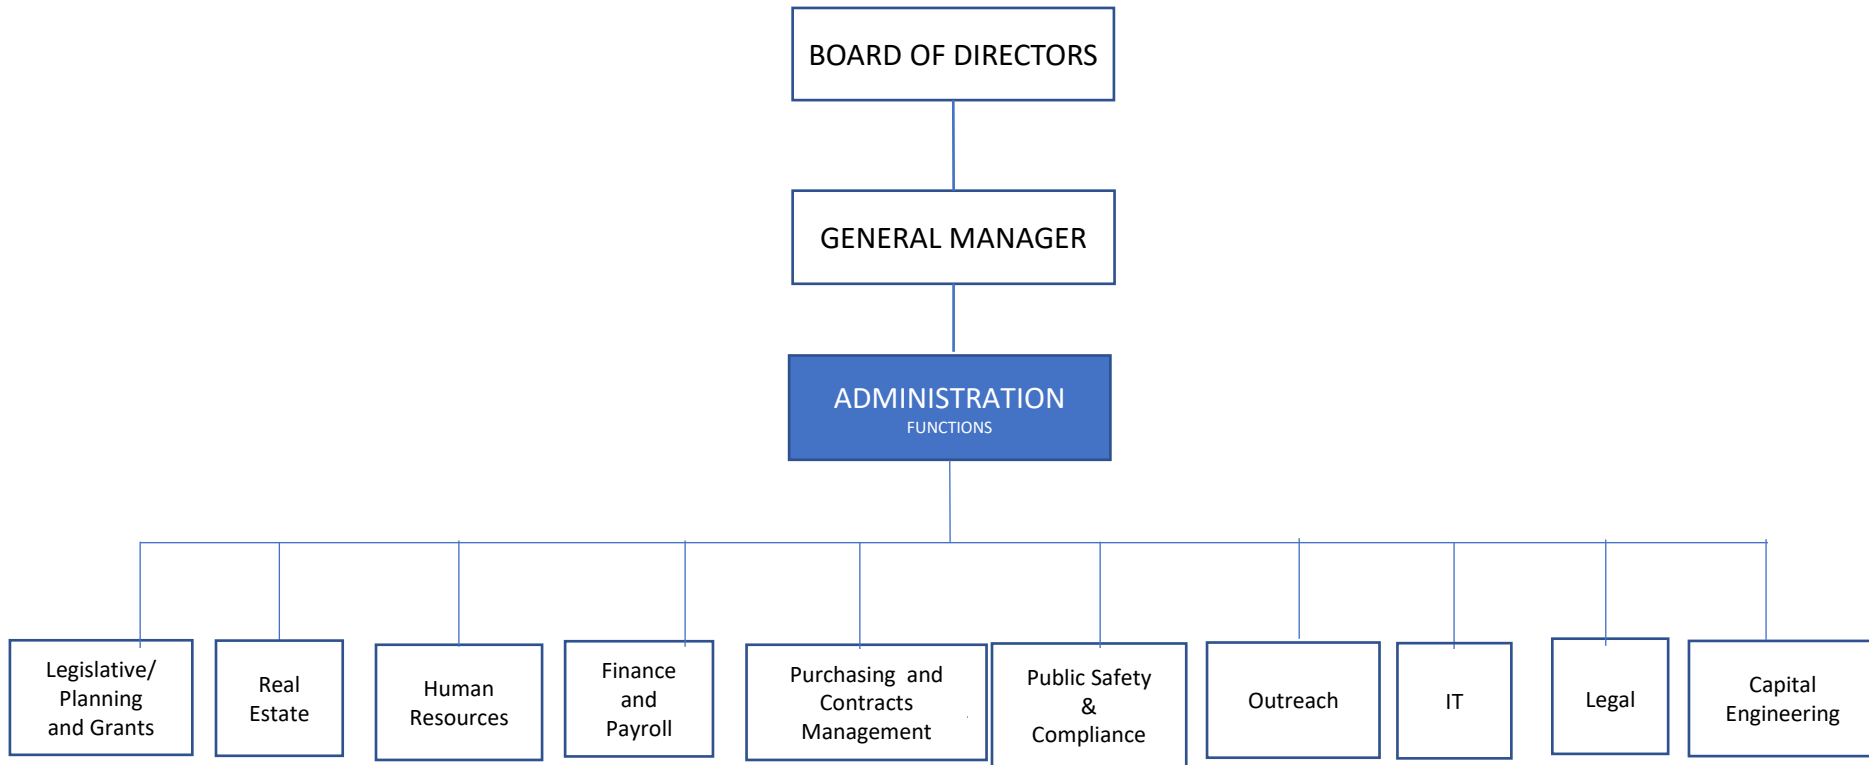 BOARD OF DIRECTORS
GENERAL MANAGER
ADMINISTRATION
FUNCTIONS
Legislative/
Planning
and Grants
Real
Estate
Human
Resources
Finance
and
Payroll
Purchasing and
Contracts
Management
Public Safety
&
Compliance
Outreach
IT
Legal
Capital
Engineering